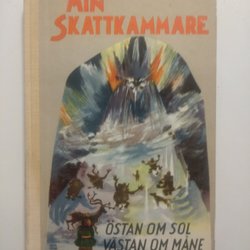 MIN
SKATTKAMMARE
ÖSTAN OM SOL
VÄSTAN OM MÅNE